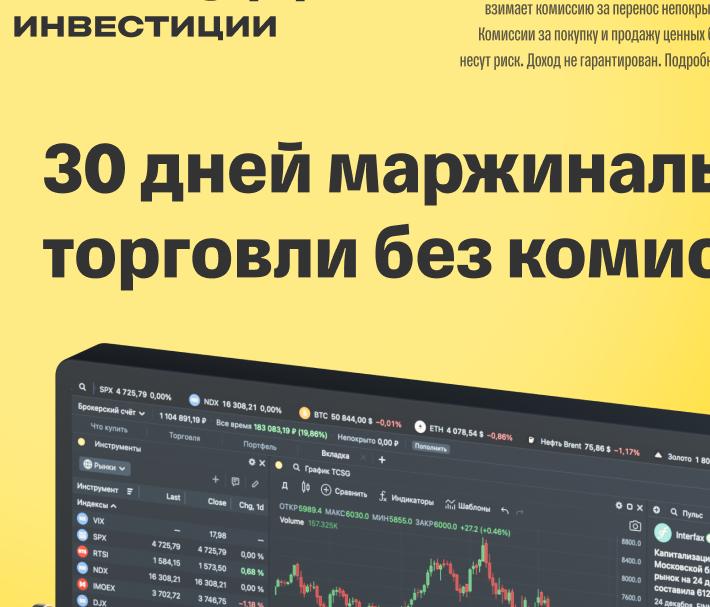 ИНВЕСТИЦИИ
взимает комиссию за перенос непокры
Комиссии за покупку и продажу ценных б
несут риск. Доход не гарантирован. Подробн
30 дней маржиналь
торговли без комис
SPX 4 725,79 0,00%
NDX 16 308,21 0,00%
BTC 50 844,00 $ −0,01%
ETH 4 078,54 $ −0,86%
Нефть Brent 75,86 $ −1,17%
Золото 1 80
Брокерский счёт
1 104 891,19 ₽
Все время 183 083,19 ₽ (19,86%)
Непокрыто 0,00 ₽
Пополнить
Что купить
Торговля
Портфель
Вкладка
Инструменты
Рынки
Инструмент
Last
Close
Chg, 1d
Индексы
VIX
–
17,98
–
SPX
4 725,79
4 725,79
0,00 %
RTSI
1 584,15
1 573,50
0,68 %
NDX
16 308,21
16 308,21
0,00 %
IMOEX
3 702,72
3 746,75
−1,18 %
DJX
График TCSG
Д
Сравнить
Индикаторы
Шаблоны
ОТКР5989.4 МАКС6030.0 МИН5855.0 ЗАКР6000.0 +27.2 (+0.46%)
Volume 157.325K
8800.0
8400.0
8000.0
7600.0
Пульс
Interfax
Капитализаци
Московской б
рынок на 24 д
составила 612
24 декабря.